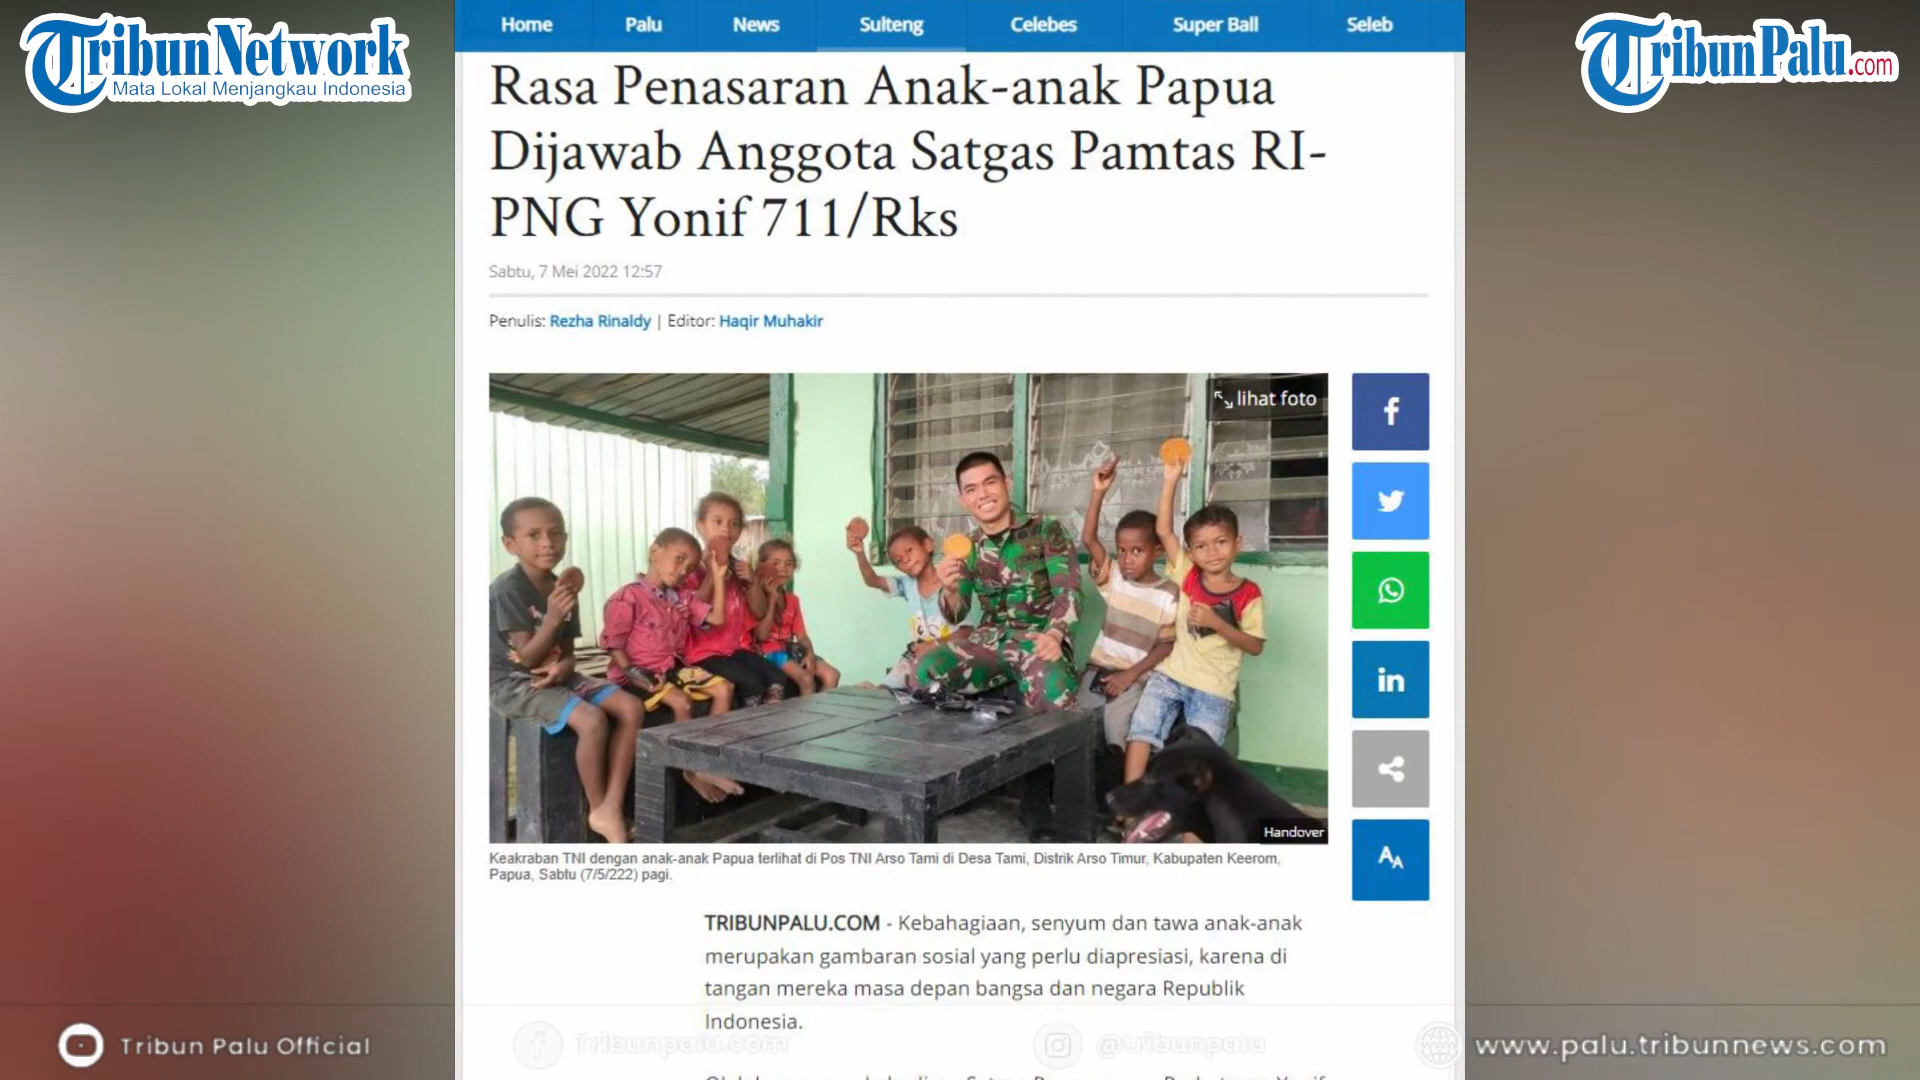 Tribun Network
Mata Lokal Menjangkau Indonesia
Home Palu News Sulteng Celebes Super Ball Seleb
TribunPalu.com
Rasa Penasaran Anak-anak Papua
Dijawab Anggota Satgas Pamtas RI-
PNG Yonif 711/Rks
Sabtu, 7 Mei 2022 12:57
Penulis: Rezha Rinaldy | Editor: Haqir Muhakir
lihat foto
Handover
Keakraban TNI dengan anak-anak Papua terlihat di Pos TNI Arso Tami di Desa Tami, Distrik Arso Timur, Kabupaten Keerom,
Papua, Sabtu (7/5/222) pagi.
TRIBUNPALU.COM - Kebahagiaan, senyum dan tawa anak-anak
merupakan gambaran sosial yang perlu diapresiasi, karena di
tangan mereka masa depan bangsa dan negara Republik
Indonesia.
Tribun Palu Official
Tribunpalu.com
@tribunpalu
www.palu.tribunnews.com